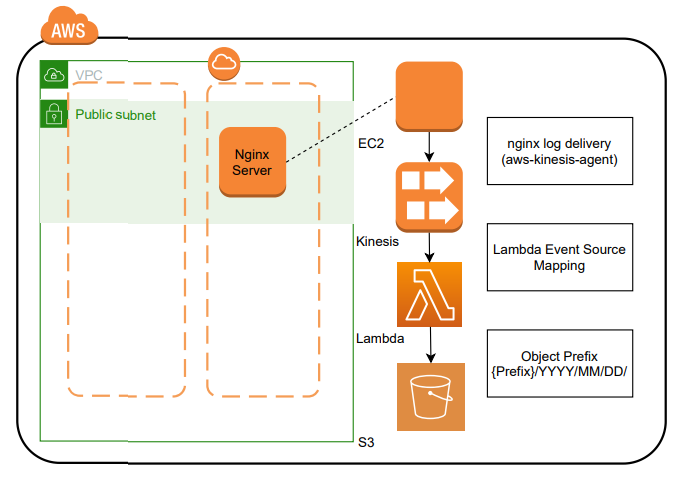 AWS
VPC
Public subnet
Nginx
Server
EC2
nginx log delivery
(aws-kinesis-agent)
Kinesis
Lambda Event Source
Mapping
Lambda
Object Prefix
{Prefix}/YYYY/MM/DD/
S3